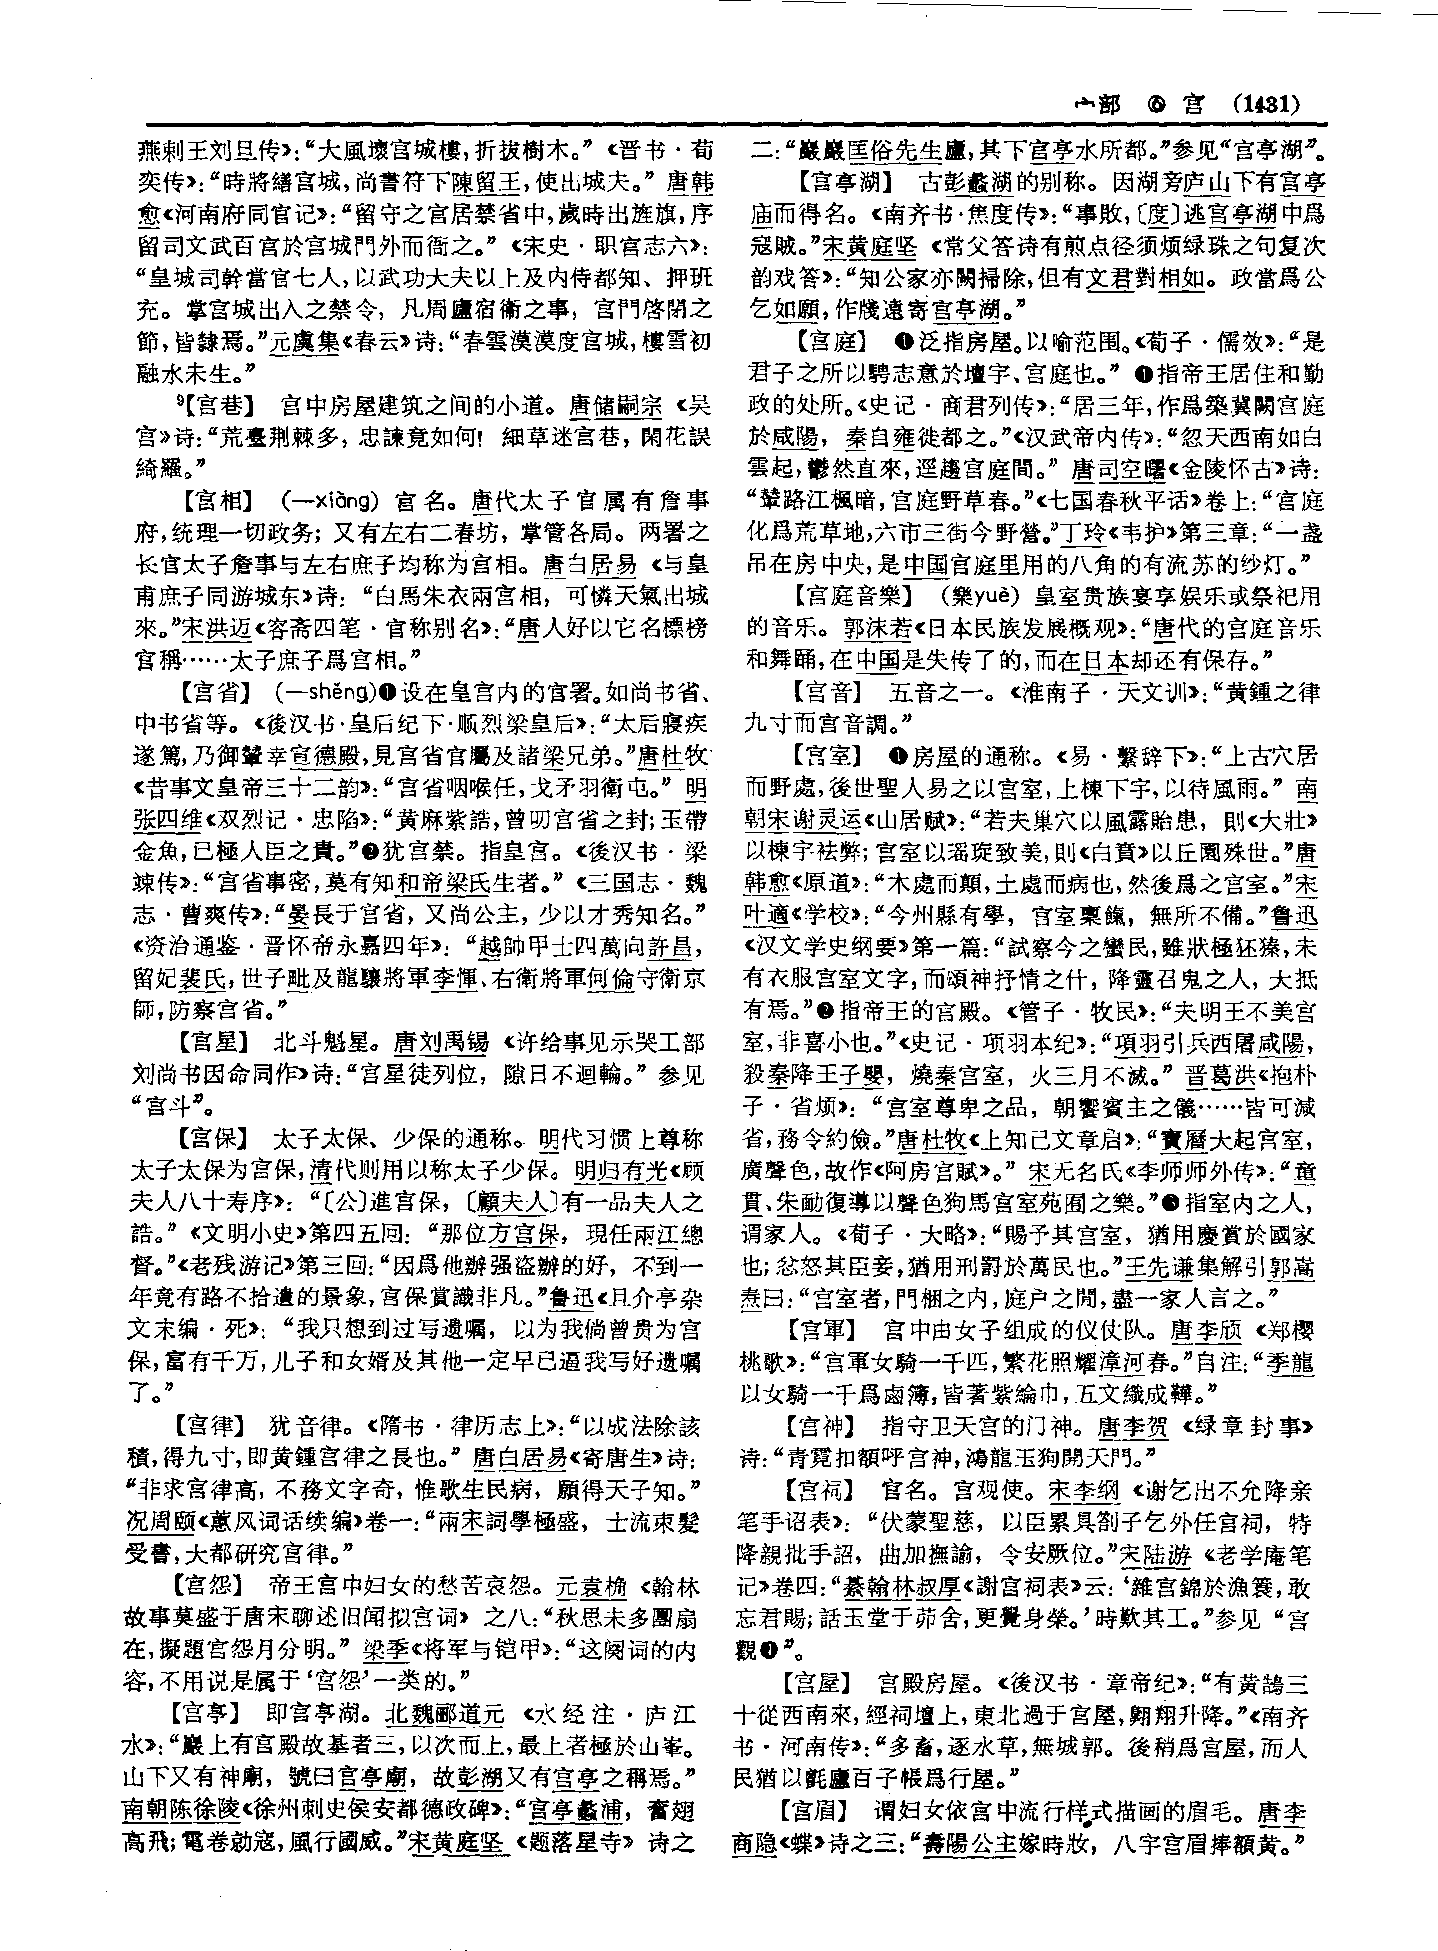 宀部 ⑥ 宫 (1431)
燕剌王刘旦传》:“大風壞宫城樓,折拔樹木。”《晋书·荀
奕传》:“時將繕宫城,尚書符下陳留王,使出城夫。” 唐韩
愈《河南府同官记》:“留守之官居禁省中,歲時出旌旗,序
留司文武百官於宫城門外而衙之。”《宋史·职官志六》:
“皇城司幹當官七人,以武功大夫以上及内侍都知、押班
充。掌宫城出入之禁令,凡周廬宿衞之事,宫門啓閉之
節,皆隸焉。”元虞集《春云》诗:“春雲漠漠度宫城,樓雪初
融水未生。”
⁹【宫巷】 宫中房屋建筑之间的小道。唐储嗣宗《吴
宫》诗:“荒臺荆棘多,忠諫竟如何!細草迷宫巷,閑花誤
綺羅。”
【宫相】 (—xiàng) 官名。唐代太子官属有詹事
府,统理一切政务;又有左右二春坊,掌管各局。两署之
长官太子詹事与左右庶子均称为宫相。唐白居易《与皇
甫庶子同游城东》诗:“白馬朱衣兩宫相,可憐天氣出城
來。”宋洪迈《容斋四笔·官称别名》:“唐人好以它名標榜
官稱……太子庶子爲宫相。”
【宫省】 (—shěng)❶设在皇宫内的官署。如尚书省、
中书省等。《後汉书·皇后纪下·顺烈梁皇后》:“太后寢疾
遂篤,乃御輦幸宣德殿,見宫省官屬及諸梁兄弟。”唐杜牧
《昔事文皇帝三十二韵》:“宫省咽喉任,戈矛羽衛屯。” 明
张四维《双烈记·忠陷》:“黄麻紫誥,曾叨宫省之封;玉帶
金魚,已極人臣之貴。”❷犹宫禁。指皇宫。《後汉书·梁
竦传》:“宫省事密,莫有知和帝梁氏生者。”《三国志·魏
志·曹爽传》:“晏長于宫省,又尚公主,少以才秀知名。”
《资治通鉴·晋怀帝永嘉四年》:“越帥甲士四萬向許昌,
留妃裴氏,世子毗及龍驤將軍李惲、右衛將軍何倫守衛京
師,防察宫省。”
【宫星】 北斗魁星。唐刘禹锡《许给事见示哭工部
刘尚书因命同作》诗:“宫星徒列位,隙日不迴輪。”参见
“宫斗”。
【宫保】 太子太保、少保的通称。明代习惯上尊称
太子太保为宫保,清代则用以称太子少保。明归有光《顾
夫人八十寿序》:“〔公〕進宫保,〔顧夫人〕有一品夫人之
誥。”《文明小史》第四五回:“那位方宫保,現任兩江總
督。”《老残游记》第三回:“因爲他辦强盗辦的好,不到一
年竟有路不拾遺的景象,宫保賞識非凡。”鲁迅《且介亭杂
文末编·死》:“我只想到过写遗嘱,以为我倘曾贵为宫
保,富有千万,儿子和女婿及其他一定早已逼我写好遗嘱
了。”
【宫律】 犹音律。《隋书·律历志上》:“以成法除該
積,得九寸,即黄鍾宫律之長也。”唐白居易《寄唐生》诗:
“非求宫律高,不務文字奇,惟歌生民病,願得天子知。”
况周颐《蕙风词话续编》卷一:“兩宋詞學極盛,士流束髮
受書,大都研究宫律。”
【宫怨】 帝王宫中妇女的愁苦哀怨。元袁桷《翰林
故事莫盛于唐宋聊述旧闻拟宫词》之八:“秋思未多團扇
在,擬題宫怨月分明。”梁季《将军与铠甲》:“这阕词的内
容,不用说是属于‘宫怨’一类的。”
【宫亭】 即宫亭湖。北魏郦道元《水经注·庐江
水》:“巖上有宫殿故基者三,以次而上,最上者極於山峯。
山下又有神廟,號曰宫亭廟,故彭湖又有宫亭之稱焉。”
南朝陈徐陵《徐州刺史侯安都德政碑》:“宫亭蠡浦,奮翅
高飛;電卷勍寇,風行國威。”宋黄庭坚《题落星寺》诗之
二:“巖巖匡俗先生廬,其下宫亭水所都。”参见“宫亭湖”。
【宫亭湖】 古彭蠡湖的别称。因湖旁庐山下有宫亭
庙而得名。《南齐书·焦度传》:“事敗,〔度〕逃宫亭湖中爲
寇賊。”宋黄庭坚《常父答诗有煎点径须烦绿珠之句复次
韵戏答》:“知公家亦闕掃除,但有文君對相如。政當爲公
乞如願,作牋遠寄宫亭湖。”
【宫庭】 ❶泛指房屋。以喻范围。《荀子·儒效》:“是
君子之所以騁志意於壇宇、宫庭也。” ❶指帝王居住和勤
政的处所。《史记·商君列传》:“居三年,作爲築冀闕宫庭
於咸陽,秦自雍徙都之。”《汉武帝内传》:“忽天西南如白
雲起,鬱然直來,逕趨宫庭間。” 唐司空曙《金陵怀古》诗:
“輦路江楓暗,宫庭野草春。”《七国春秋平话》卷上:“宫庭
化爲荒草地,六市三街今野營。”丁玲《韦护》第三章:“一盏
吊在房中央,是中国宫庭里用的八角的有流苏的纱灯。”
【宫庭音樂】 (樂yuè) 皇室贵族宴享娱乐或祭祀用
的音乐。郭沫若《日本民族发展概观》:“唐代的宫庭音乐
和舞踊,在中国是失传了的,而在日本却还有保存。”
【宫音】 五音之一。《淮南子·天文训》:“黄鍾之律
九寸而宫音調。”
【宫室】 ❶房屋的通称。《易·繫辞下》:“上古穴居
而野處,後世聖人易之以宫室,上棟下宇,以待風雨。” 南
朝宋谢灵运《山居赋》:“若夫巢穴以風露貽患,則《大壯》
以棟宇祛弊;宫室以瑶琁致美,則《白賁》以丘園殊世。”唐
韩愈《原道》:“木處而顛,土處而病也,然後爲之宫室。”宋
叶適《学校》:“今州縣有學,宫室稟餼,無所不備。”鲁迅
《汉文学史纲要》第一篇:“試察今之蠻民,雖狀極狉獉,未
有衣服宫室文字,而頌神抒情之什,降靈召鬼之人,大抵
有焉。”❷指帝王的宫殿。《管子·牧民》:“夫明王不美宫
室,非喜小也。”《史记·项羽本纪》:“項羽引兵西屠咸陽,
殺秦降王子嬰,燒秦宫室,火三月不滅。” 晋葛洪《抱朴
子·省烦》:“宫室尊卑之品,朝饗賓主之儀……皆可減
省,務令約儉。”唐杜牧《上知己文章启》:“寶曆大起宫室,
廣聲色,故作《阿房宫賦》。” 宋无名氏《李师师外传》:“童
貫、朱勔復導以聲色狗馬宫室苑囿之樂。”❸指室内之人,
谓家人。《荀子·大略》:“賜予其宫室,猶用慶賞於國家
也;忿怒其臣妾,猶用刑罰於萬民也。”王先谦集解引郭嵩
焘曰:“宫室者,門梱之内,庭户之閒,盡一家人言之。”
【宫軍】 宫中由女子组成的仪仗队。唐李颀《郑樱
桃歌》:“宫軍女騎一千匹,繁花照耀漳河春。”自注:“季龍
以女騎一千爲鹵簿,皆著紫綸巾,五文織成鞾。”
【宫神】 指守卫天宫的门神。唐李贺《绿章封事》
诗:“青霓扣額呼宫神,鴻龍玉狗開天門。”
【宫祠】 官名。宫观使。宋李纲《谢乞出不允降亲
笔手诏表》:“伏蒙聖慈,以臣累具劄子乞外任宫祠,特
降親批手詔,曲加撫諭,令安厥位。”宋陆游《老学庵笔
记》卷四:“綦翰林叔厚《謝宫祠表》云:‘雜宫錦於漁蓑,敢
忘君賜;話玉堂于茆舍,更覺身榮。’時歎其工。”参见“宫
觀❶”。
【宫屋】 宫殿房屋。《後汉书·章帝纪》:“有黄鵠三
十從西南來,經祠壇上,東北過于宫屋,翱翔升降。”《南齐
书·河南传》:“多畜,逐水草,無城郭。後稍爲宫屋,而人
民猶以氈廬百子帳爲行屋。”
【宫眉】 谓妇女依宫中流行样式描画的眉毛。唐李
商隐《蝶》诗之三:“壽陽公主嫁時妝,八字宫眉捧額黄。”